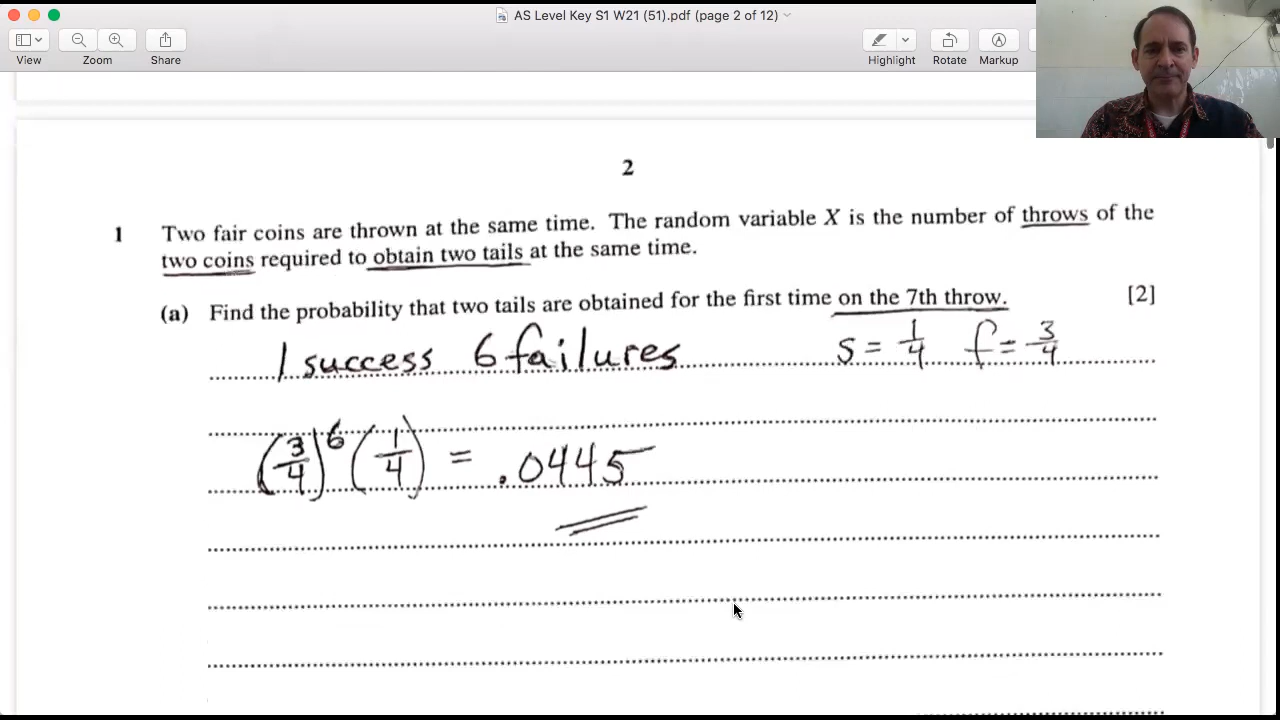 AS Level Key S1 W21 (51).pdf (page 2 of 12)
View Zoom Share Highlight Rotate Markup
2
1 Two fair coins are thrown at the same time. The random variable X is the number of throws of the
two coins required to obtain two tails at the same time.
(a) Find the probability that two tails are obtained for the first time on the 7th throw. [2]
1 success 6 failures s = 1/4 f = 3/4
(3/4)^6 (1/4) = .0445